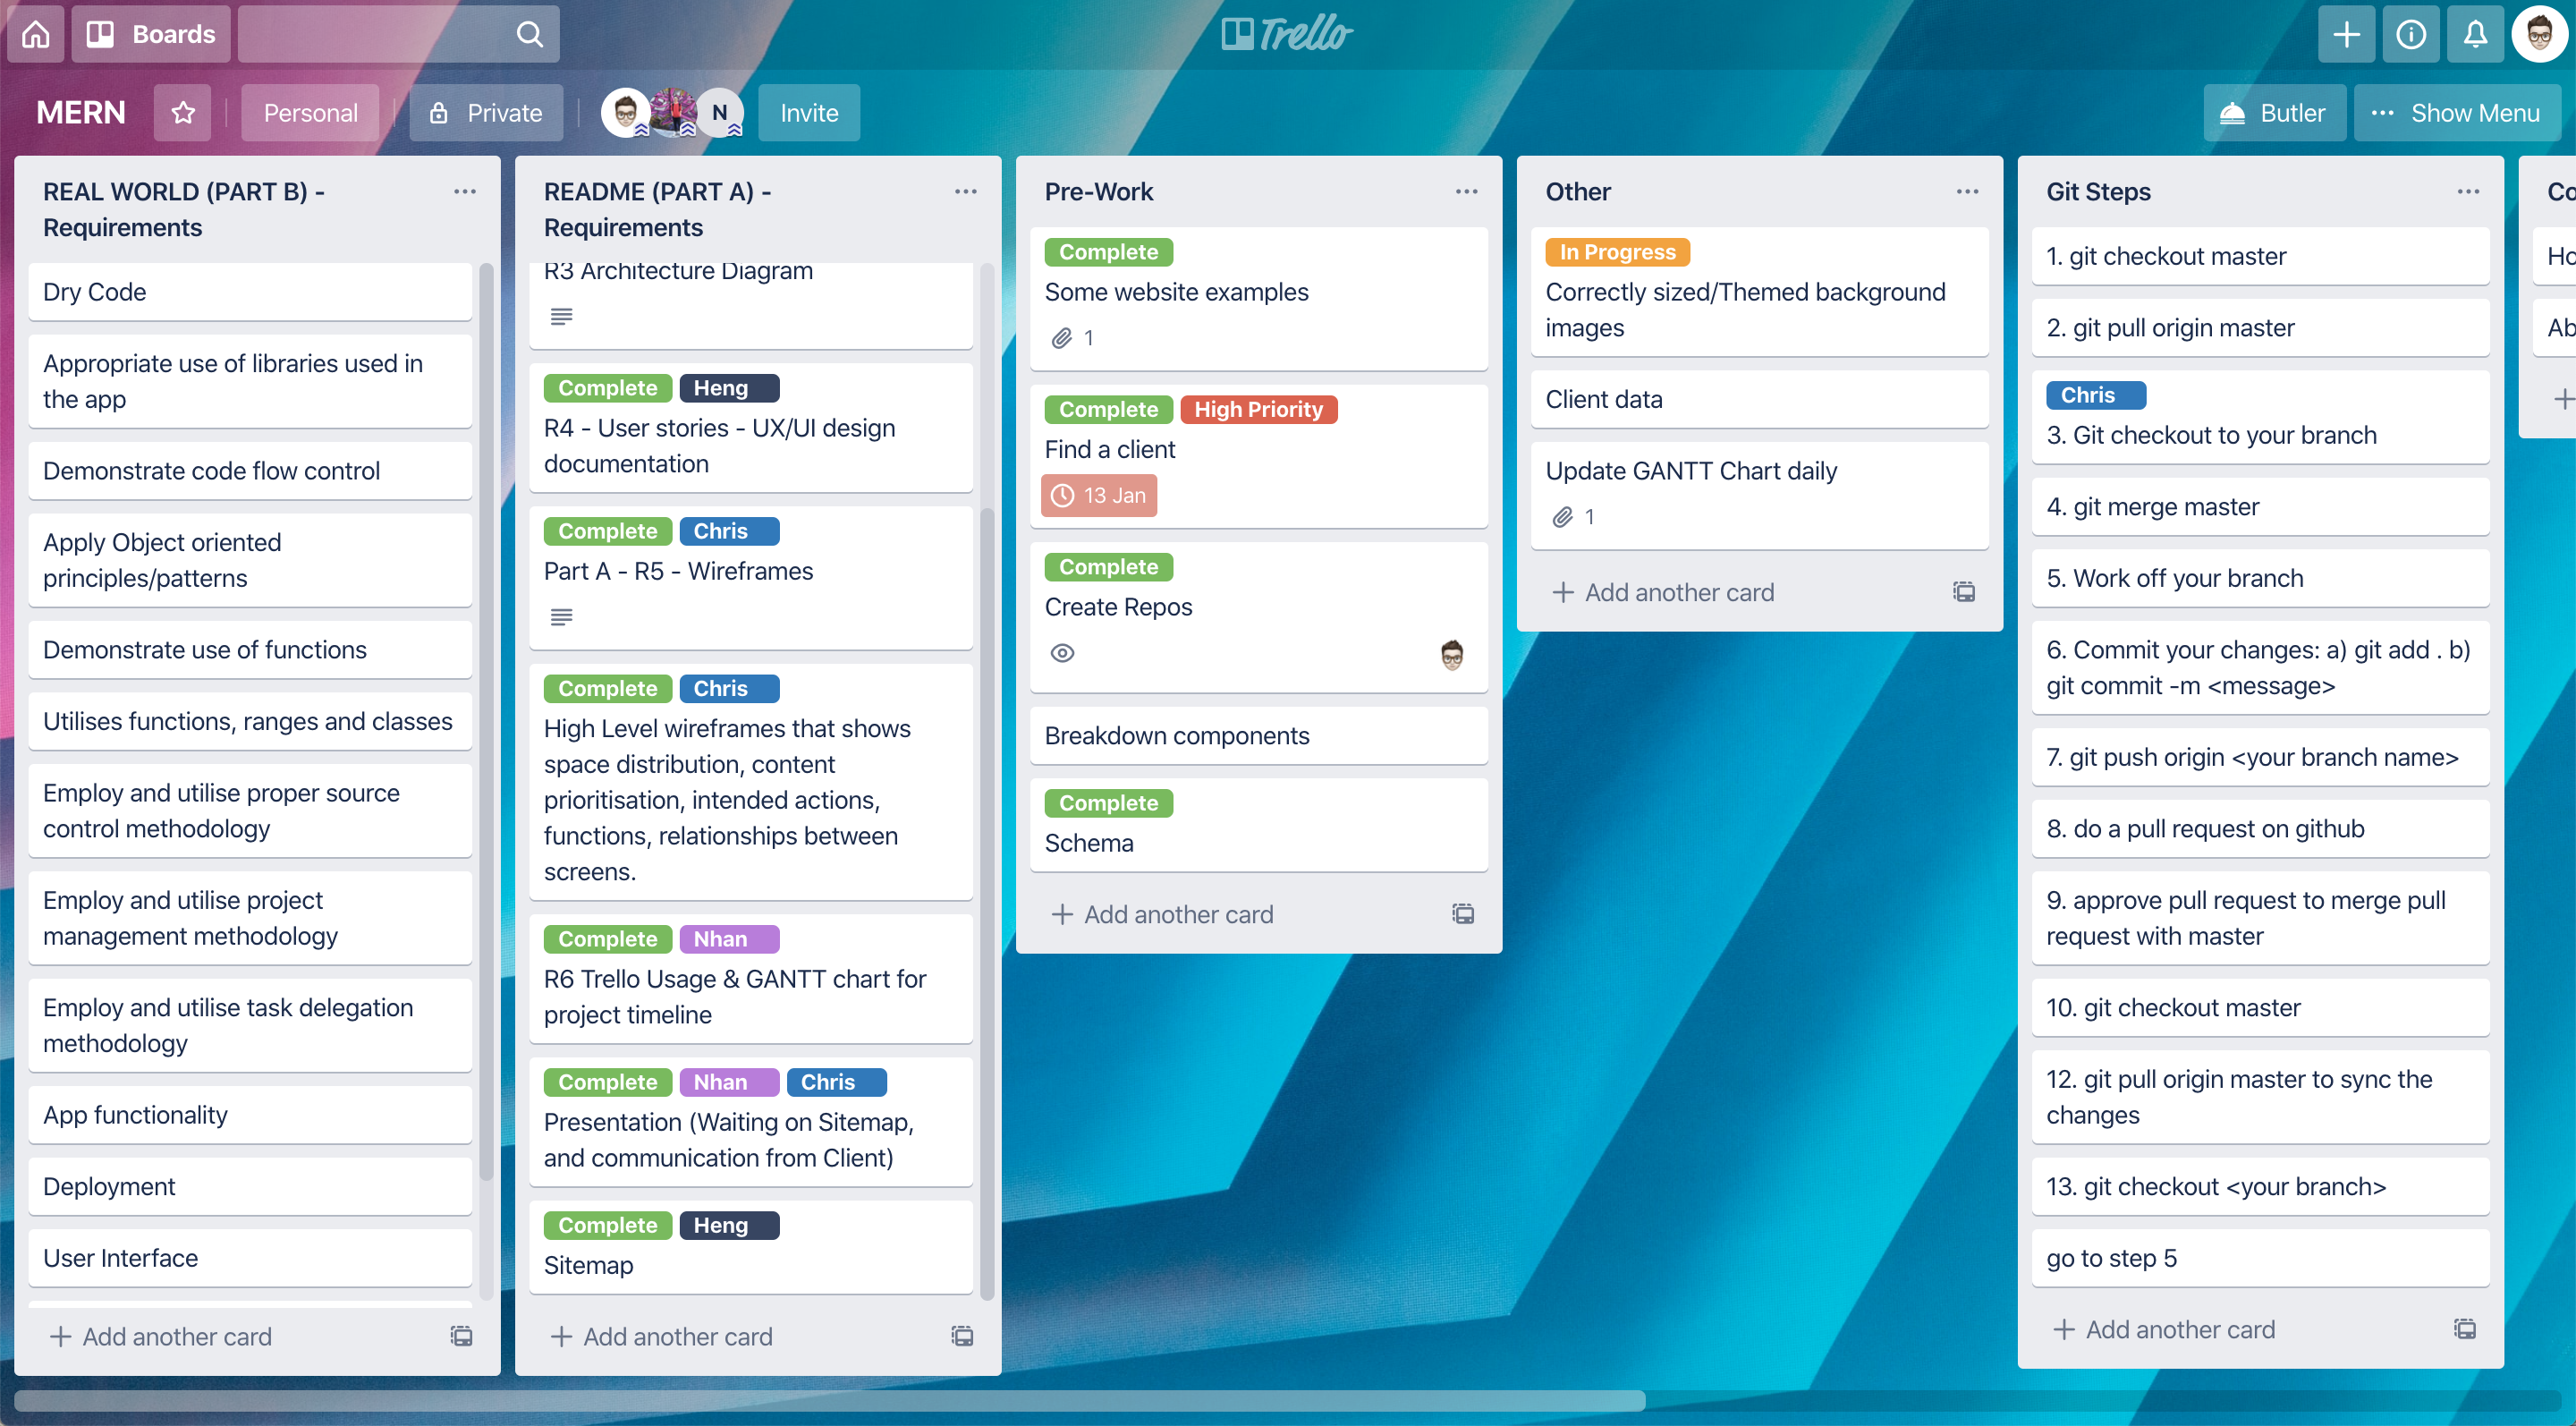 Boards
Trello
MERN
Personal
Private
N
Invite
Butler
Show Menu
REAL WORLD (PART B) -
Requirements
Dry Code
Appropriate use of libraries used in
the app
Demonstrate code flow control
Apply Object oriented
principles/patterns
Demonstrate use of functions
Utilises functions, ranges and classes
Employ and utilise proper source
control methodology
Employ and utilise project
management methodology
Employ and utilise task delegation
methodology
App functionality
Deployment
User Interface
Add another card
README (PART A) -
Requirements
R3 Architecture Diagram
Complete Heng
R4 - User stories - UX/UI design
documentation
Complete Chris
Part A - R5 - Wireframes
Complete Chris
High Level wireframes that shows
space distribution, content
prioritisation, intended actions,
functions, relationships between
screens.
Complete Nhan
R6 Trello Usage & GANTT chart for
project timeline
Complete Nhan Chris
Presentation (Waiting on Sitemap,
and communication from Client)
Complete Heng
Sitemap
Add another card
Pre-Work
Complete
Some website examples
1
Complete High Priority
Find a client
13 Jan
Complete
Create Repos
Breakdown components
Complete
Schema
Add another card
Other
In Progress
Correctly sized/Themed background
images
Client data
Update GANTT Chart daily
1
Add another card
Git Steps
1. git checkout master
2. git pull origin master
Chris
3. Git checkout to your branch
4. git merge master
5. Work off your branch
6. Commit your changes: a) git add . b)
git commit -m <message>
7. git push origin <your branch name>
8. do a pull request on github
9. approve pull request to merge pull
request with master
10. git checkout master
12. git pull origin master to sync the
changes
13. git checkout <your branch>
go to step 5
Add another card